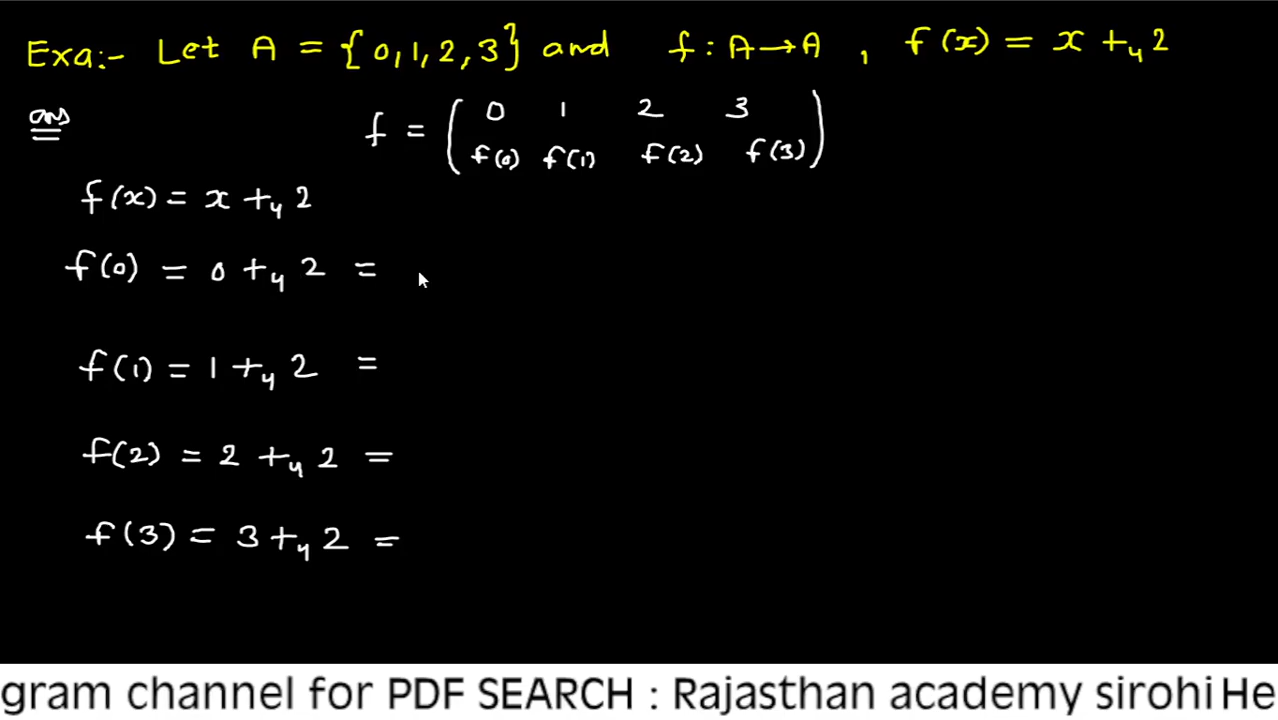 Exa:- Let A = {0,1,2,3} and f : A→A , f(x) = x +₄ 2
ans
f = ( 0 1 2 3
f(0) f(1) f(2) f(3) )
f(x) = x +₄ 2
f(0) = 0 +₄ 2 =
f(1) = 1 +₄ 2 =
f(2) = 2 +₄ 2 =
f(3) = 3 +₄ 2 =
gram channel for PDF SEARCH : Rajasthan academy sirohi He